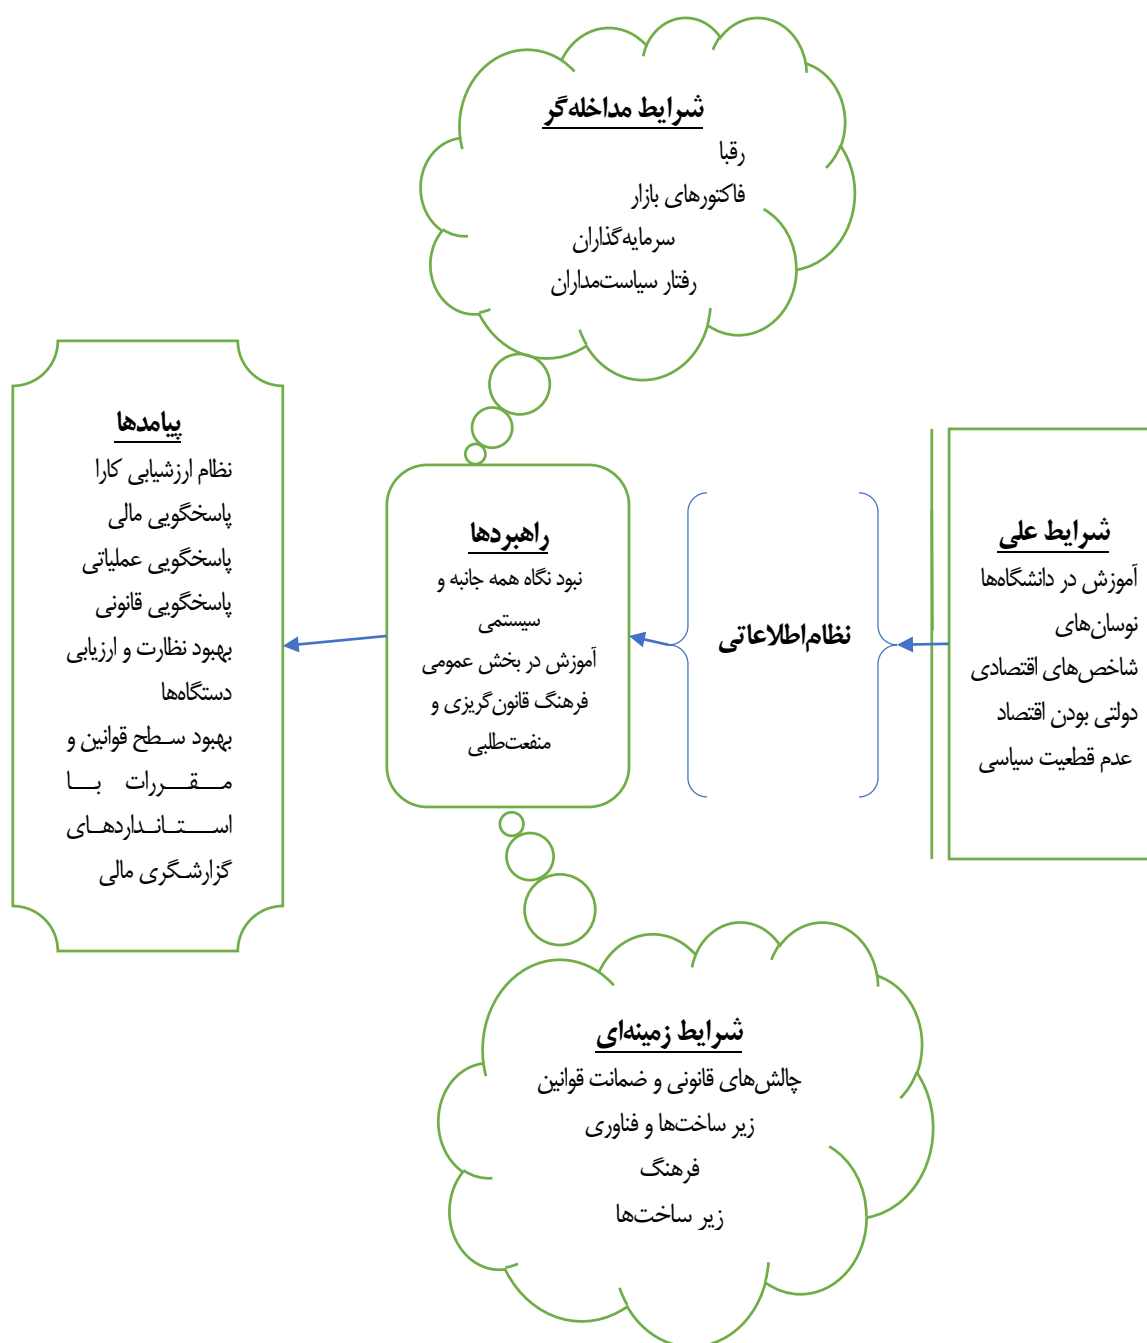 شرایط مداخله‌گر
رقبا
فاکتورهای بازار
سرمایه‌گذاران
رفتار سیاست‌مداران
شرایط علی
آموزش در دانشگاه‌ها
نوسان‌های
شاخص‌های اقتصادی
دولتی بودن اقتصاد
عدم قطعیت سیاسی
نظام‌اطلاعاتی
راهبردها
نبود نگاه همه جانبه و
سیستمی
آموزش در بخش عمومی
فرهنگ قانون‌گریزی و
منفعت‌طلبی
پیامدها
نظام ارزشیابی کارا
پاسخگویی مالی
پاسخگویی عملیاتی
پاسخگویی قانونی
بهبود نظارت و ارزیابی
دستگاه‌ها
بهبود سطح قوانین و
مقررات با
استانداردهای
گزارشگری مالی
شرایط زمینه‌ای
چالش‌های قانونی و ضمانت قوانین
زیر ساخت‌ها و فناوری
فرهنگ
زیر ساخت‌ها